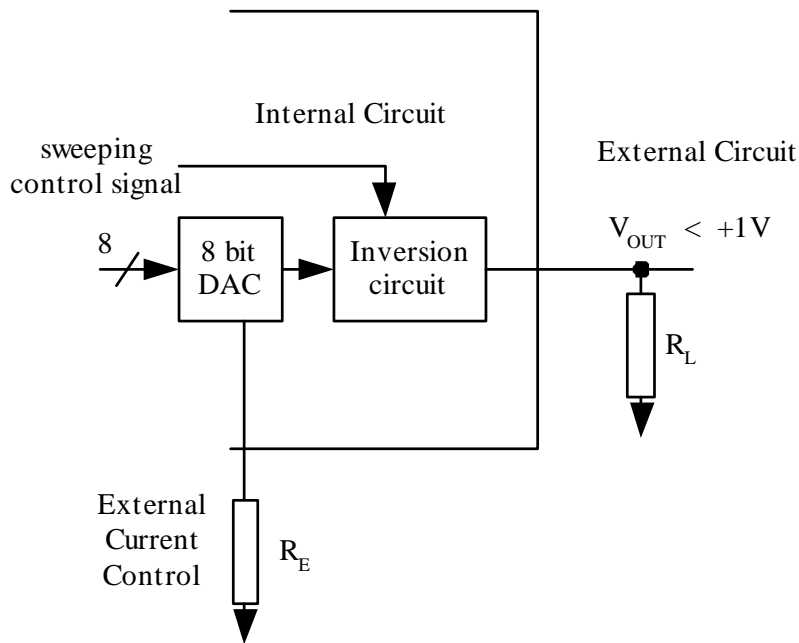 Internal Circuit
sweeping
control signal
External Circuit
8
8 bit
DAC
Inversion
circuit
V_OUT < +1V
R_L
External
Current
Control
R_E